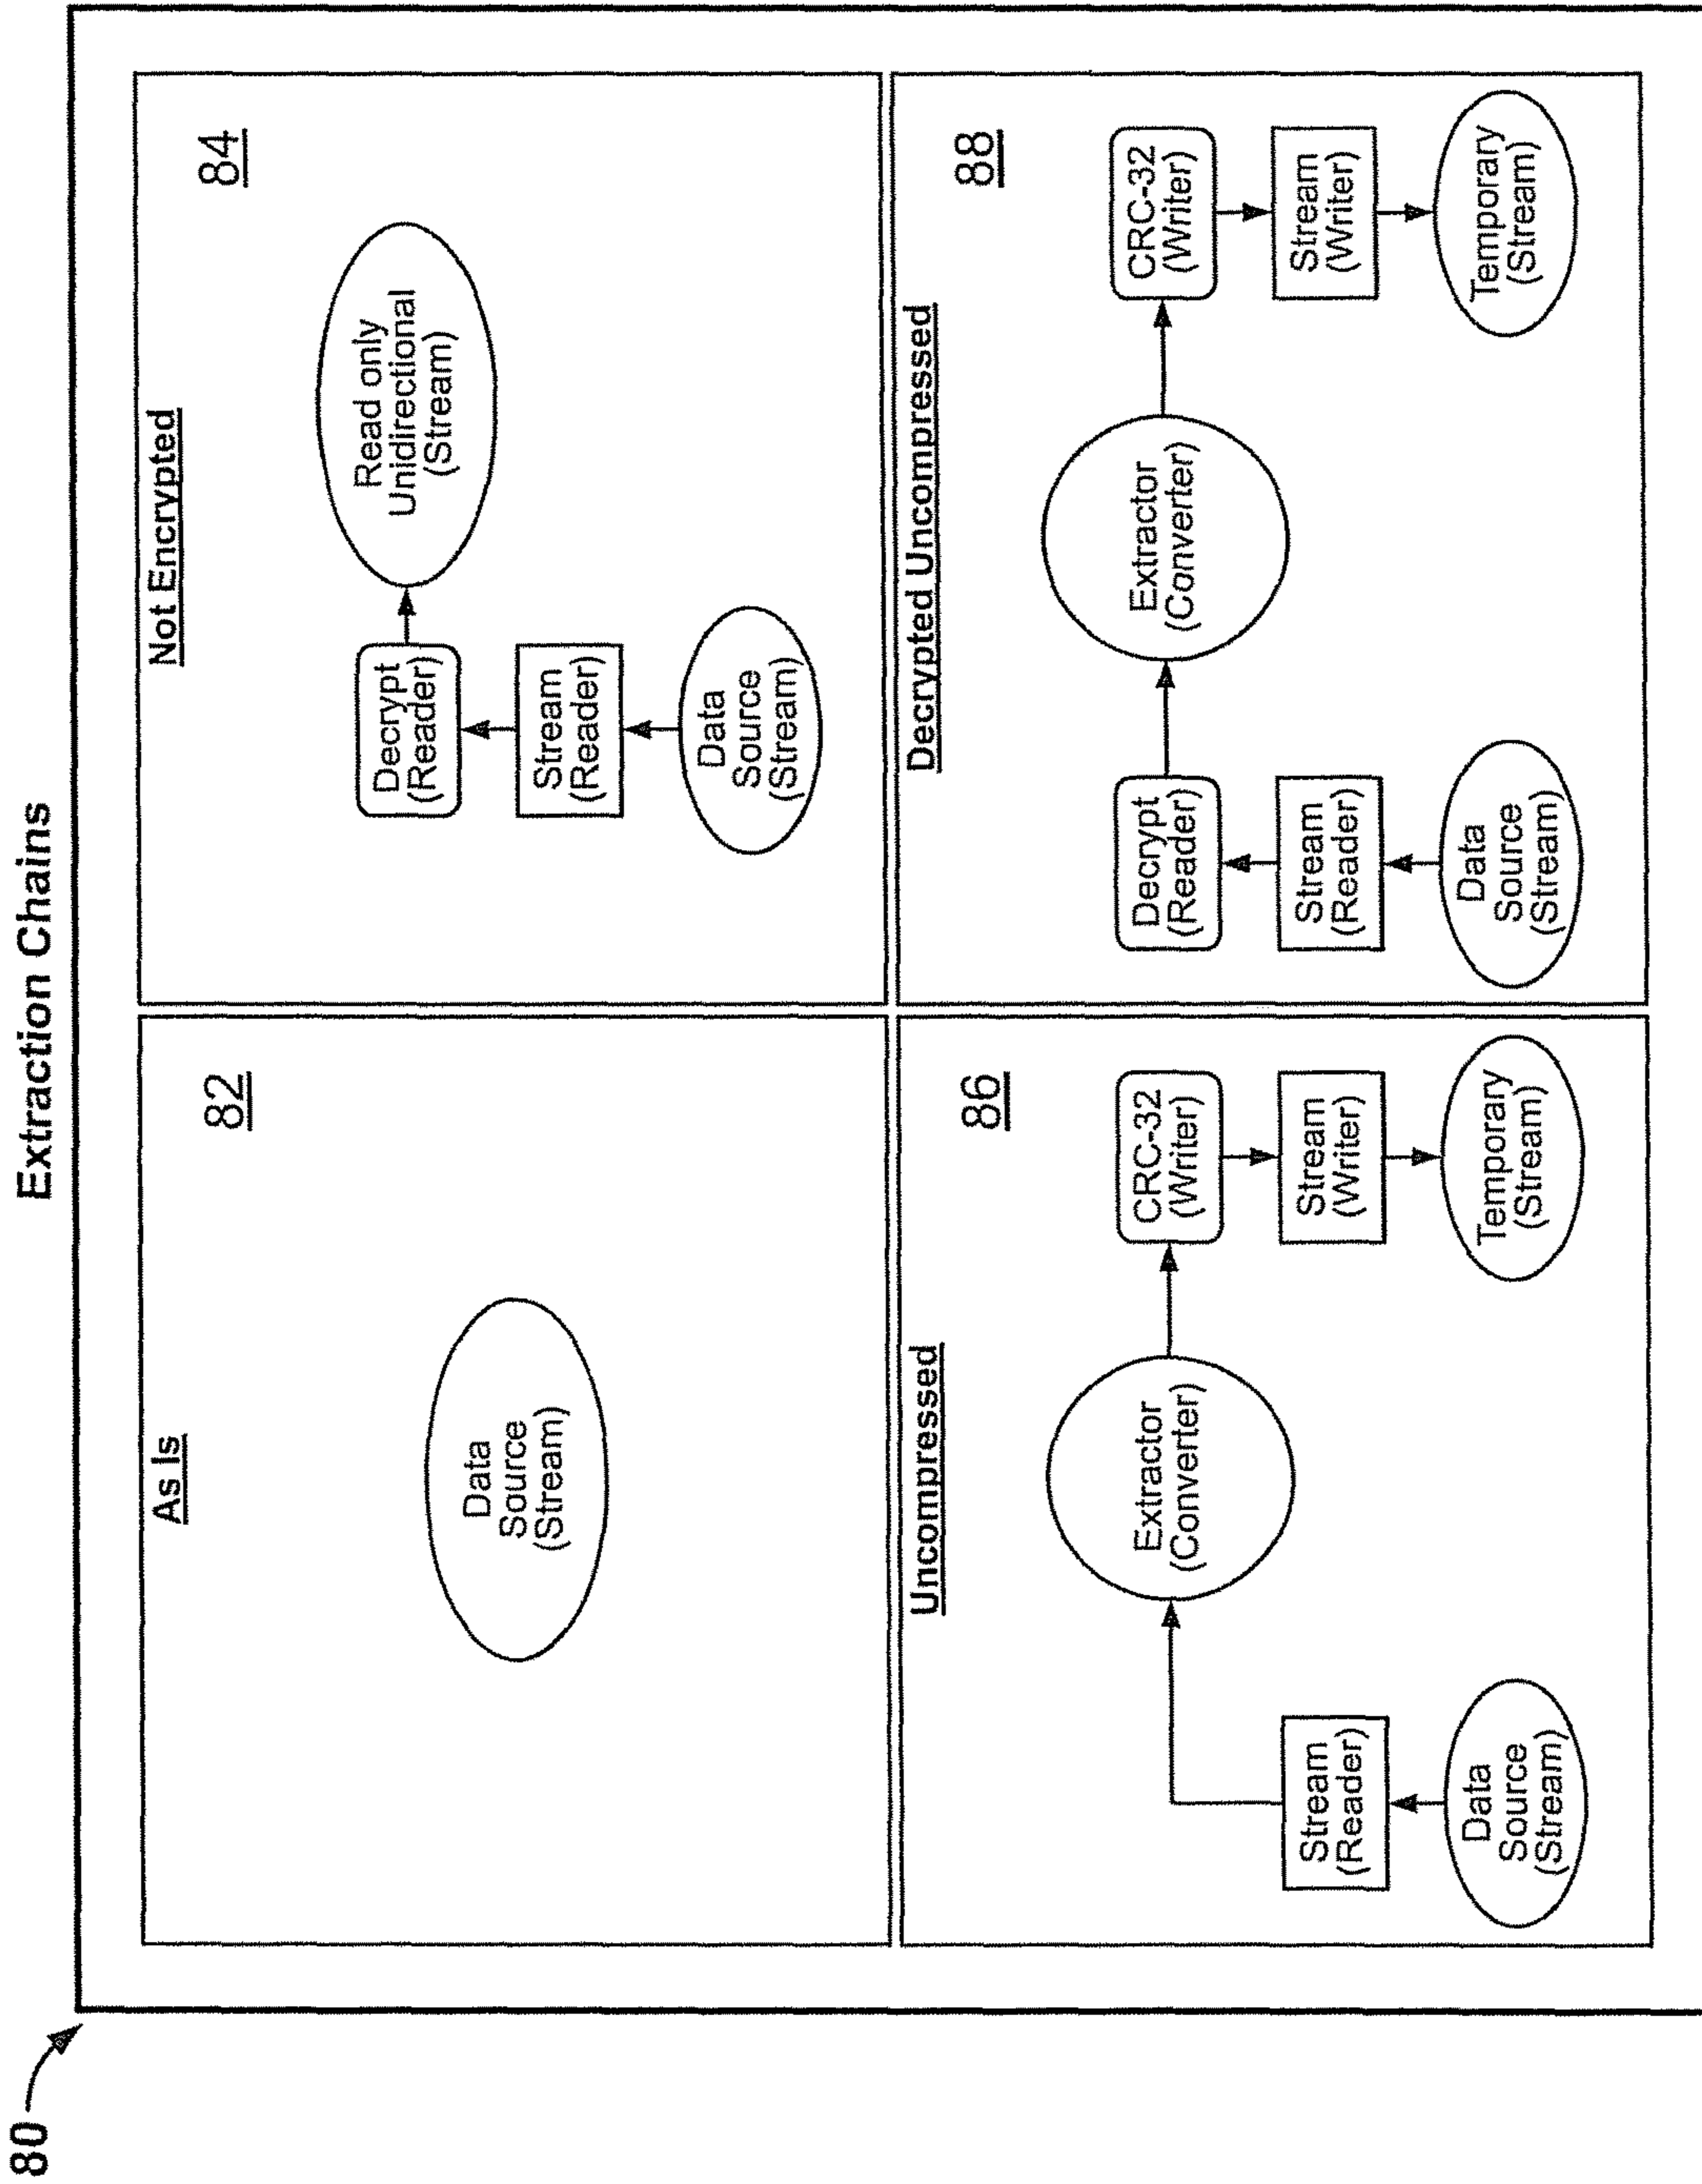 Extraction Chains
80
As Is
82
Data
Source
(Stream)
Not Encrypted
84
Decrypt
(Reader)
Read only
Unidirectional
(Stream)
Stream
(Reader)
Data
Source
(Stream)
Uncompressed
86
Extractor
(Converter)
CRC-32
(Writer)
Stream
(Reader)
Stream
(Writer)
Data
Source
(Stream)
Temporary
(Stream)
Decrypted Uncompressed
88
Decrypt
(Reader)
Extractor
(Converter)
CRC-32
(Writer)
Stream
(Reader)
Stream
(Writer)
Data
Source
(Stream)
Temporary
(Stream)